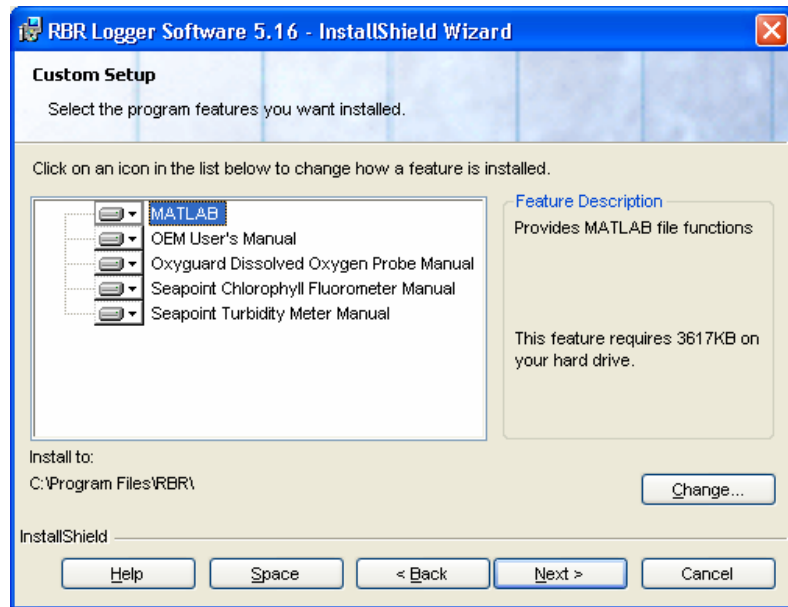 RBR Logger Software 5.16 - InstallShield Wizard
Custom Setup
Select the program features you want installed.
Click on an icon in the list below to change how a feature is installed.
MATLAB
OEM User's Manual
Oxyguard Dissolved Oxygen Probe Manual
Seapoint Chlorophyll Fluorometer Manual
Seapoint Turbidity Meter Manual
Feature Description
Provides MATLAB file functions
This feature requires 3617KB on
your hard drive.
Install to:
C:\Program Files\RBR\
Change...
InstallShield
Help
Space
< Back
Next >
Cancel